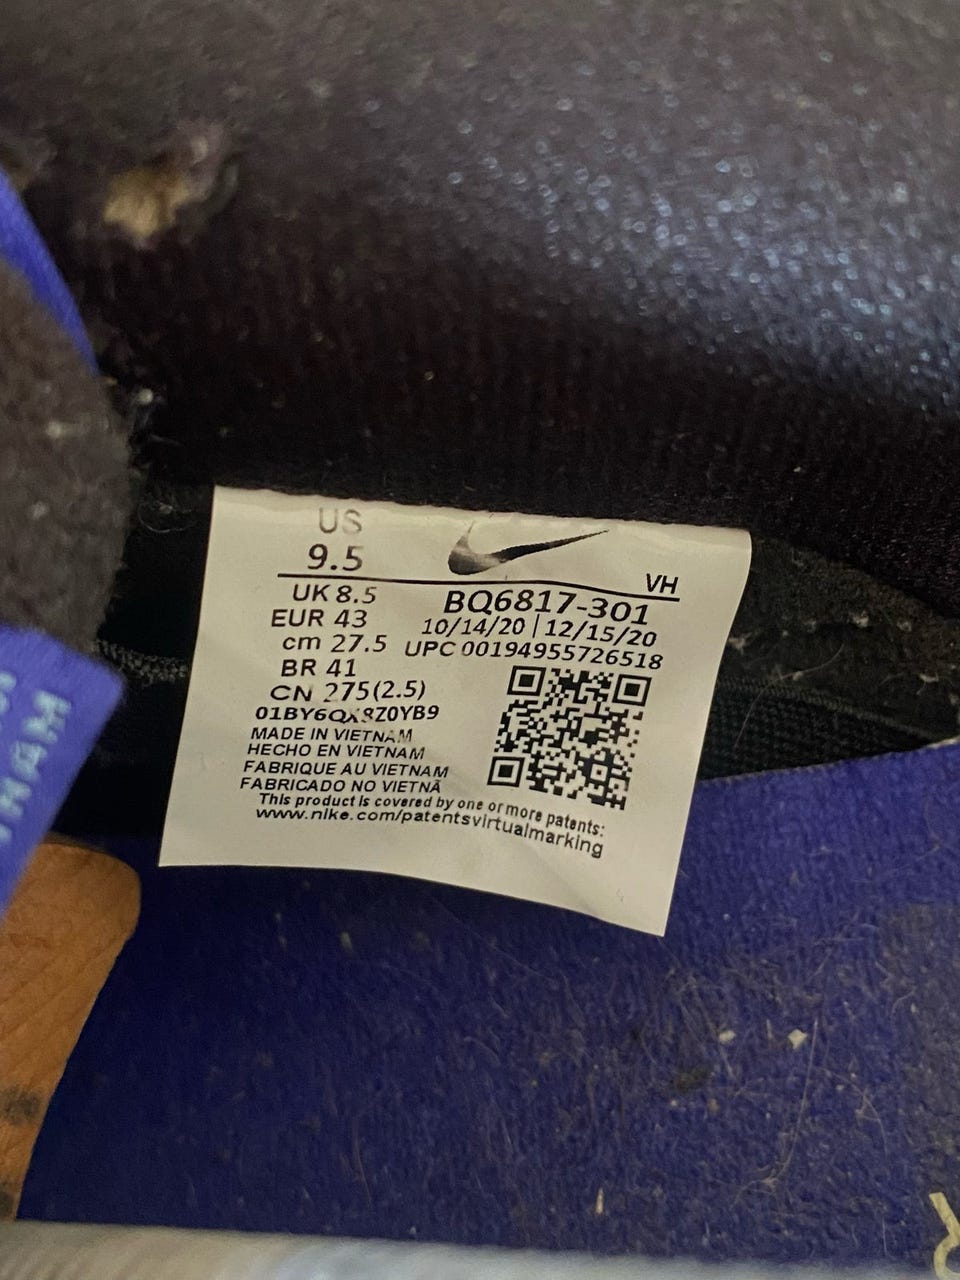 US
9.5
VH
UK 8.5
BQ6817-301
EUR 43
10/14/20 | 12/15/20
cm 27.5
UPC 00194955726518
BR 41
CN 275(2.5)
01BY6QX8Z0YB9
MADE IN VIETNAM
HECHO EN VIETNAM
FABRIQUE AU VIETNAM
FABRICADO NO VIETNÃ
This product is covered by one or more patents:
www.nike.com/patentsvirtualmarking